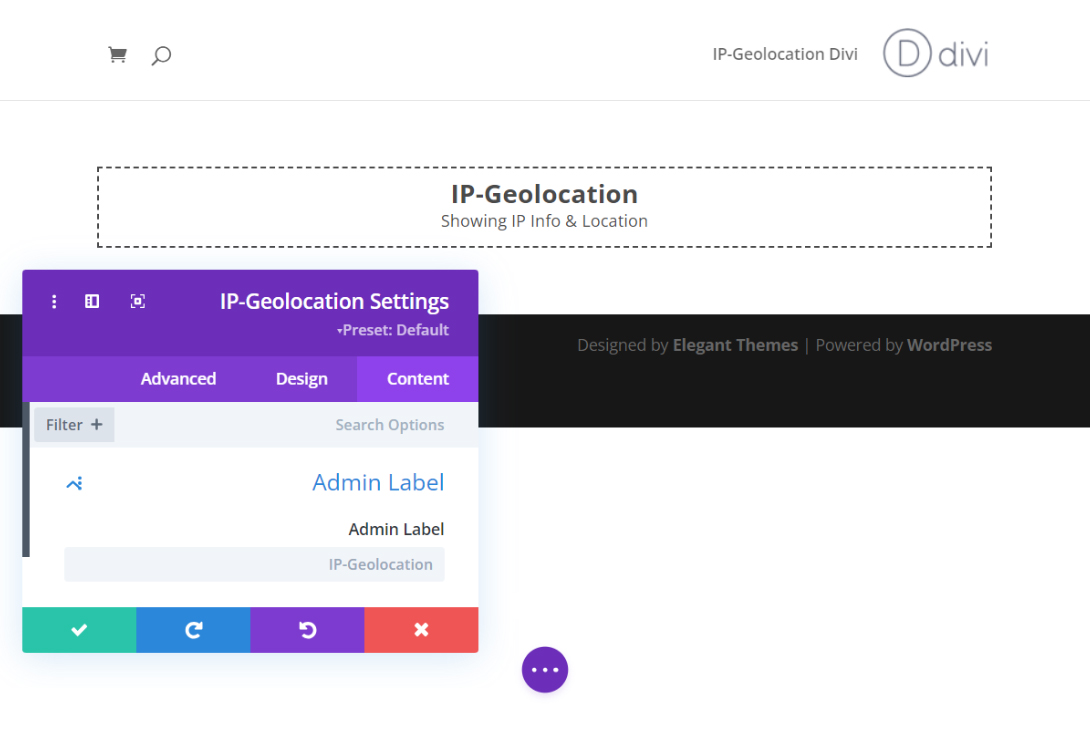 IP-Geolocation Divi
D divi
IP-Geolocation
Showing IP Info & Location
IP-Geolocation Settings
Preset: Default
Advanced Design Content
Filter + Search Options
Admin Label
Admin Label
IP-Geolocation
Designed by Elegant Themes | Powered by WordPress